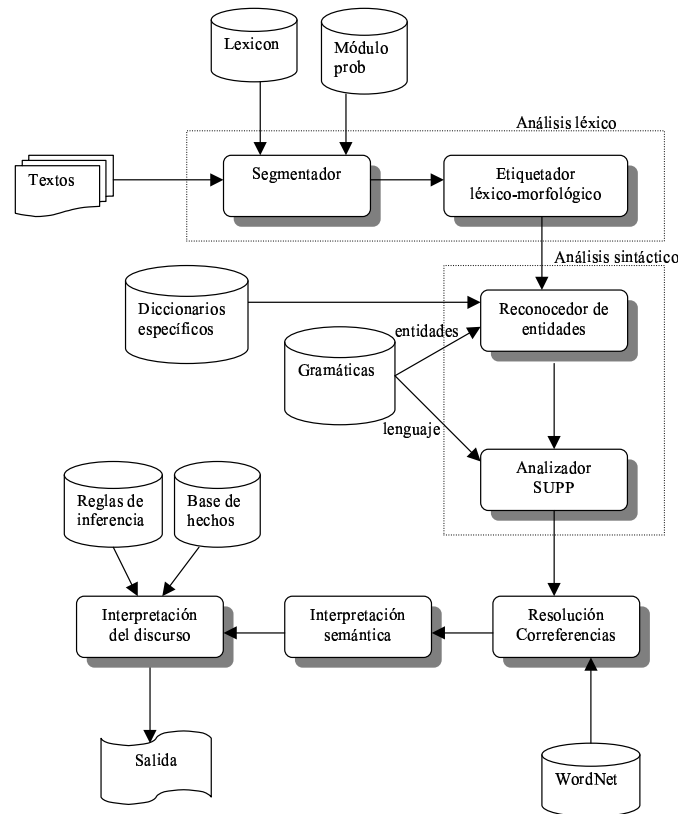 Lexicon
Módulo
prob
Análisis léxico
Textos
Segmentador
Etiquetador
léxico-morfológico
Análisis sintáctico
Diccionarios
específicos
Reconocedor de
entidades
entidades
Gramáticas
lenguaje
Analizador
SUPP
Reglas de
inferencia
Base de
hechos
Interpretación
del discurso
Interpretación
semántica
Resolución
Correferencias
Salida
WordNet